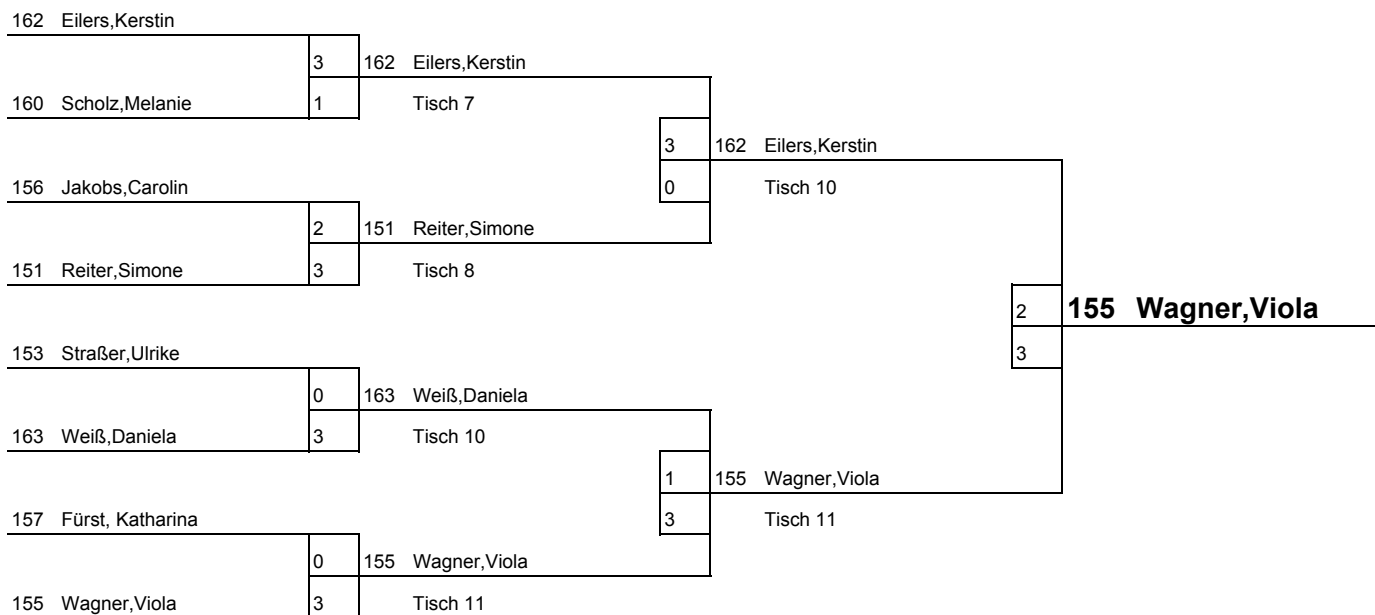 162 Eilers,Kerstin
3 162 Eilers,Kerstin
160 Scholz,Melanie 1 Tisch 7
3 162 Eilers,Kerstin
156 Jakobs,Carolin 0 Tisch 10
2 151 Reiter,Simone
151 Reiter,Simone 3 Tisch 8
2 155 Wagner,Viola
153 Straßer,Ulrike 3
0 163 Weiß,Daniela
163 Weiß,Daniela 3 Tisch 10
1 155 Wagner,Viola
157 Fürst, Katharina 3 Tisch 11
0 155 Wagner,Viola
155 Wagner,Viola 3 Tisch 11